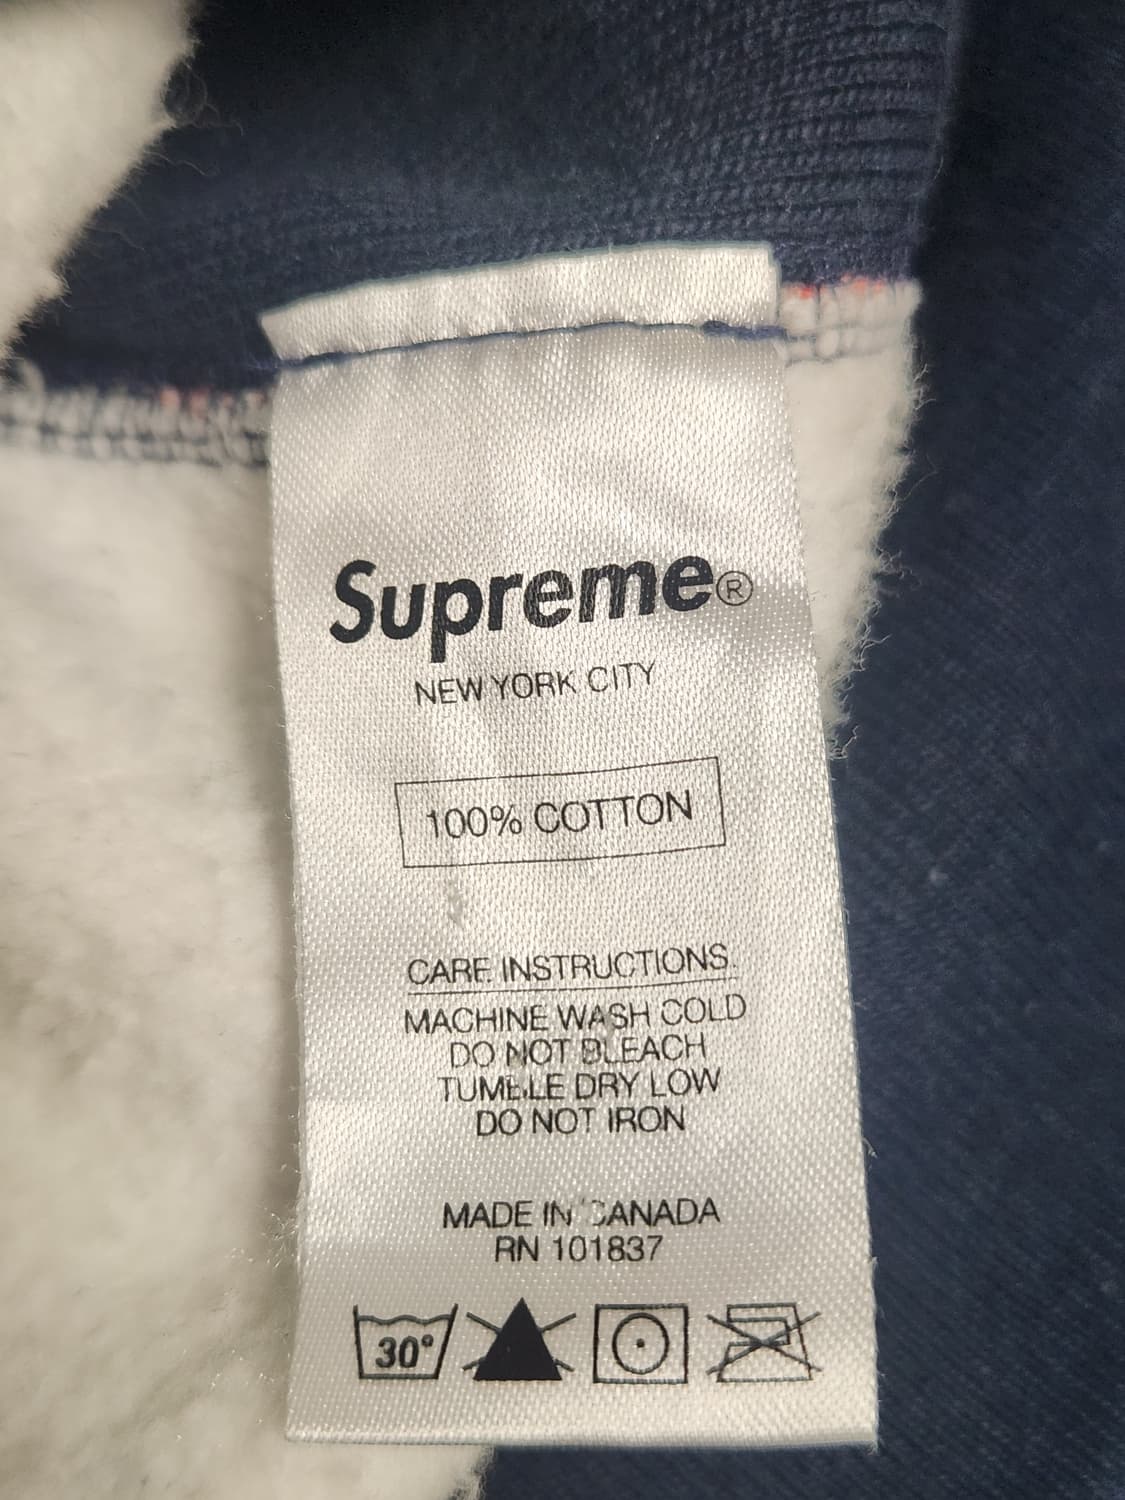 Supreme®
NEW YORK CITY
100% COTTON
CARE INSTRUCTIONS
MACHINE WASH COLD
DO NOT BLEACH
TUMBLE DRY LOW
DO NOT IRON
MADE IN CANADA
RN 101837
30°